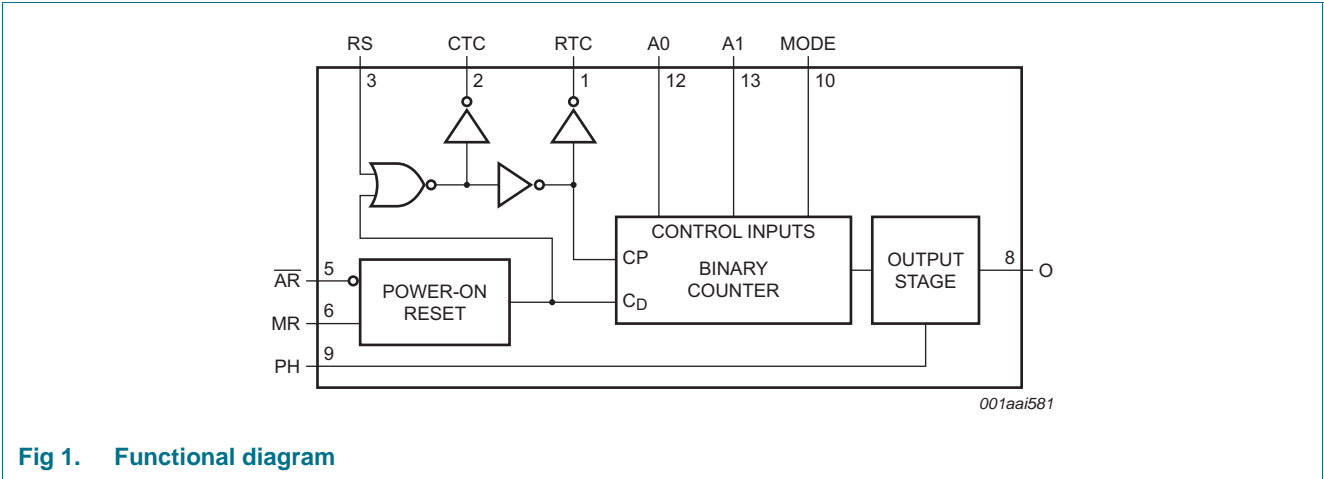 RS CTC RTC A0 A1 MODE
3 2 1 12 13 10
CONTROL INPUTS
CP
BINARY
COUNTER
CD
OUTPUT
STAGE
8 O
AR 5
POWER-ON
RESET
MR 6
PH 9
001aai581
Fig 1. Functional diagram